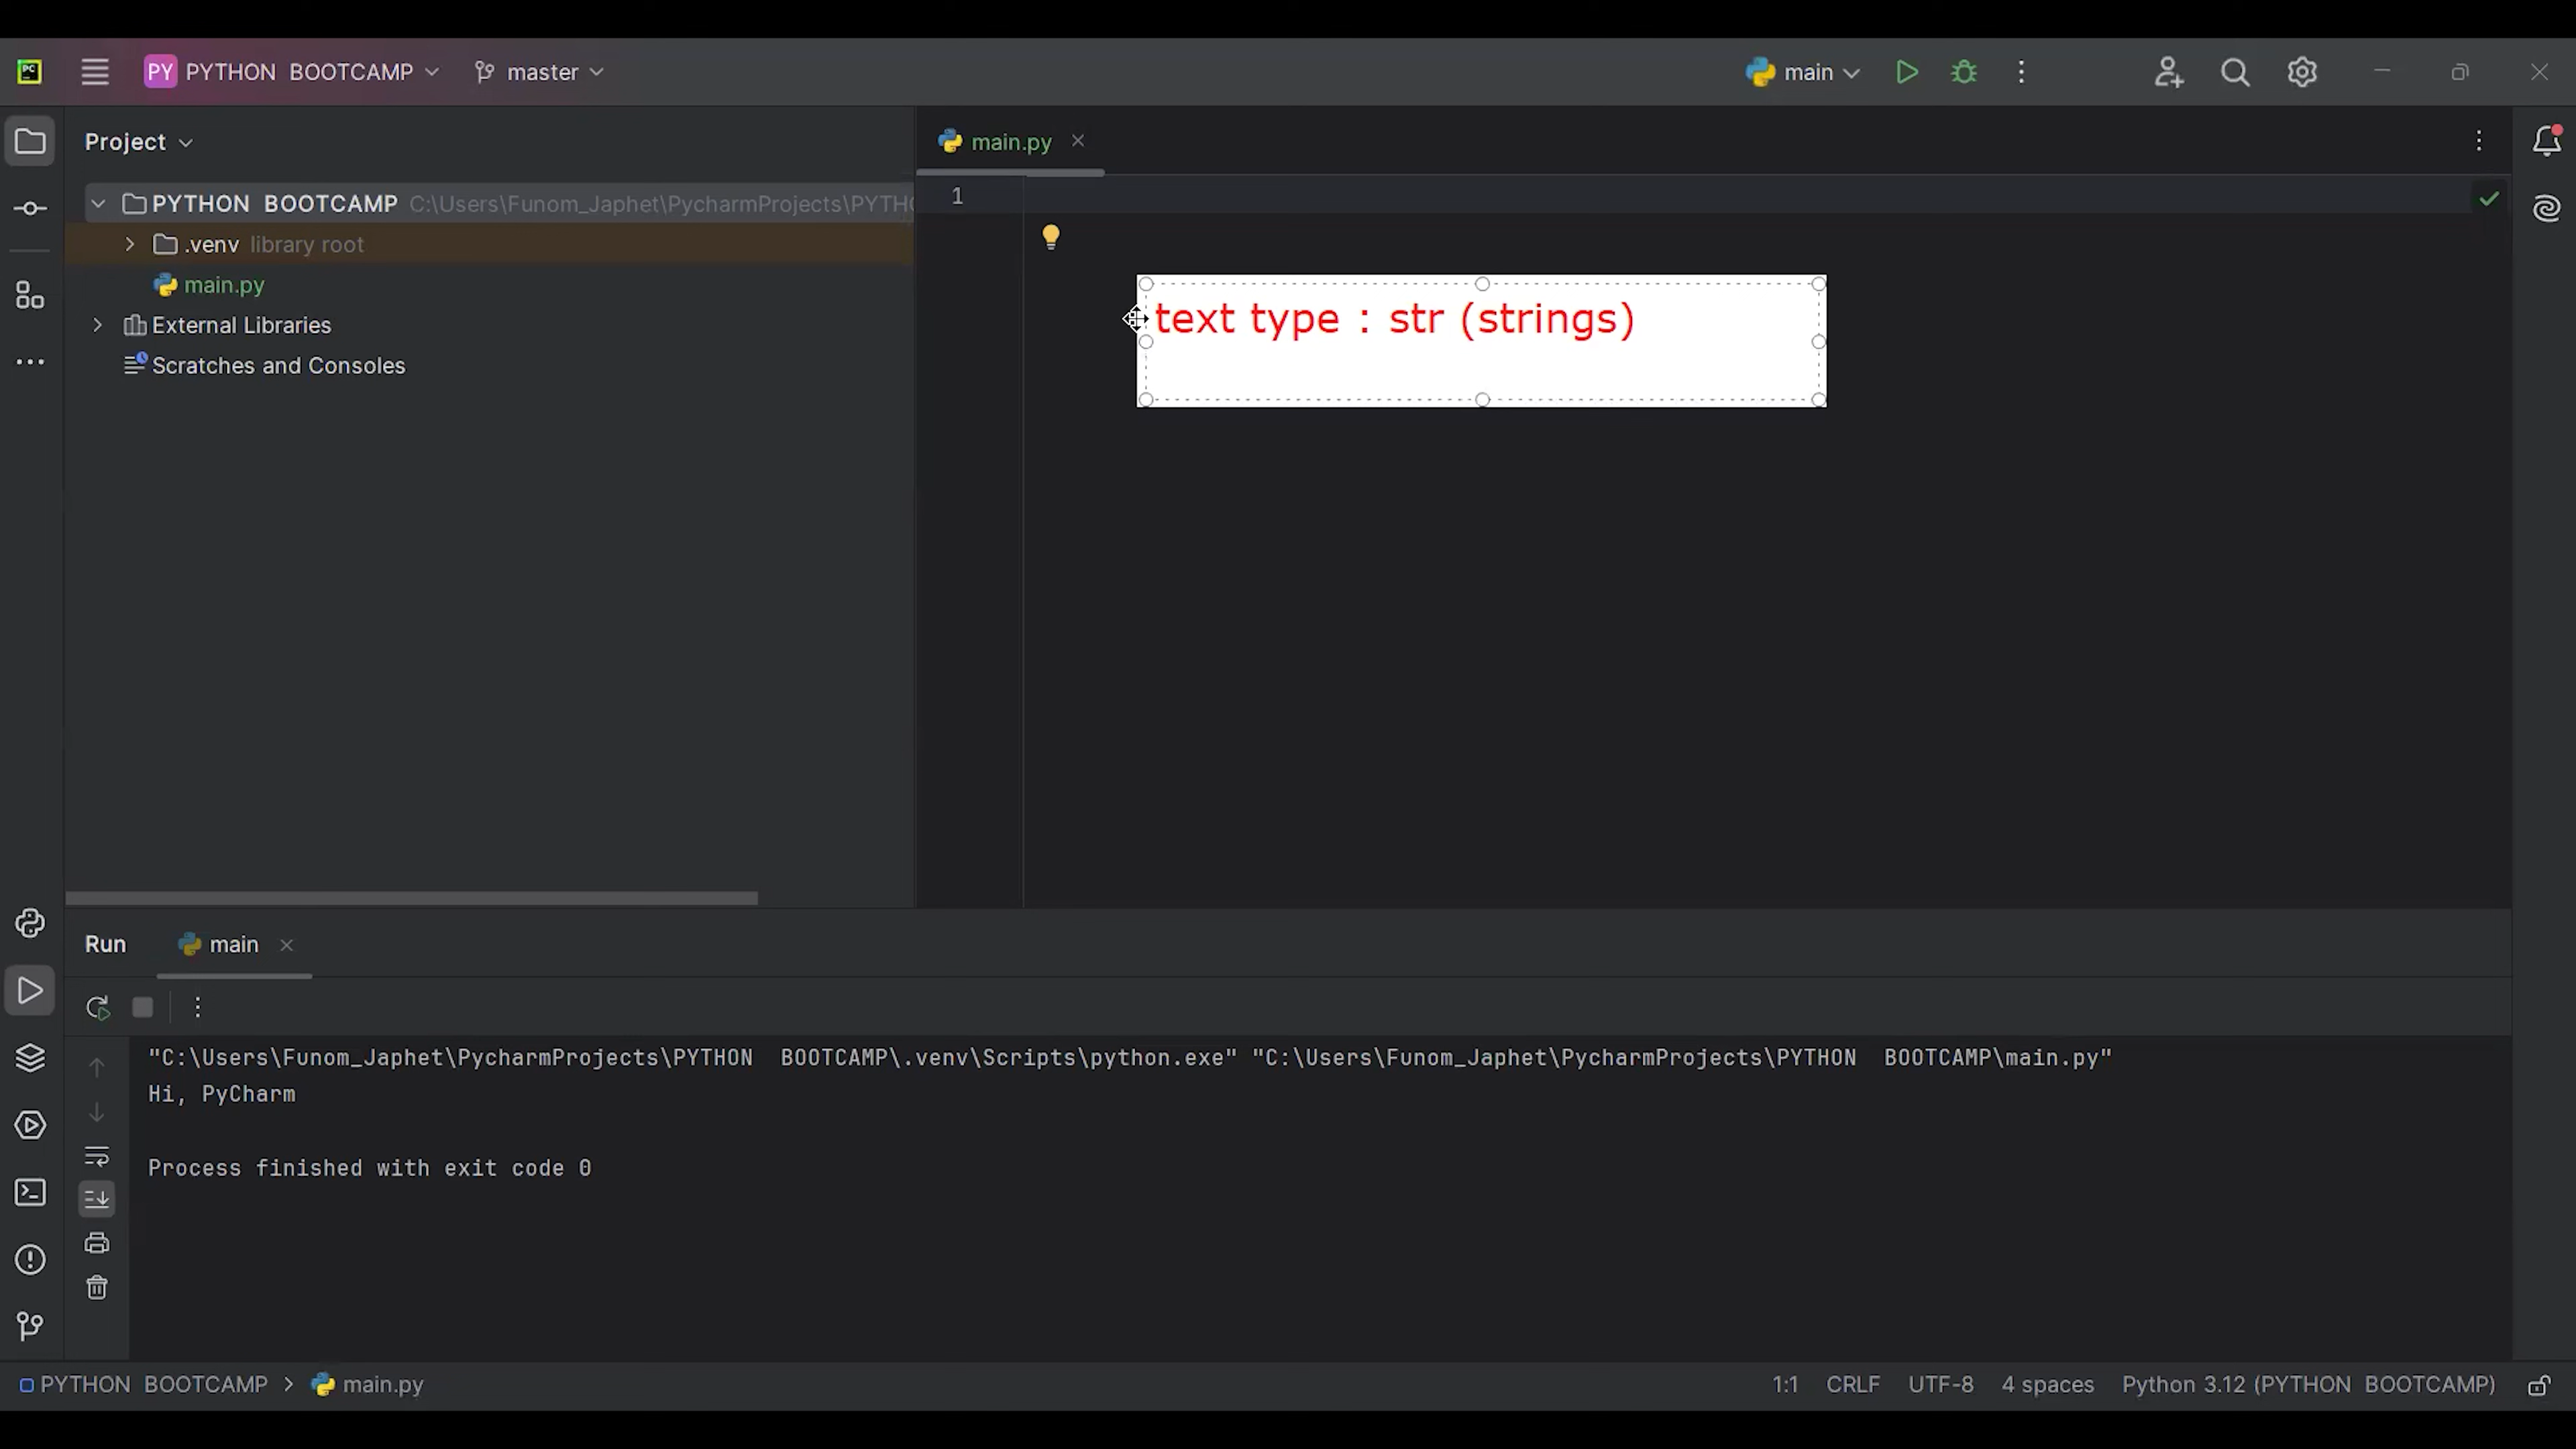 PC
PY PYTHON BOOTCAMP
master
main
Project
main.py
PYTHON BOOTCAMP C:\Users\Funom_Japhet\PycharmProjects\PYTH
1
.venv library root
main.py
text type : str (strings)
External Libraries
Scratches and Consoles
Run
main
"C:\Users\Funom_Japhet\PycharmProjects\PYTHON  BOOTCAMP\.venv\Scripts\python.exe" "C:\Users\Funom_Japhet\PycharmProjects\PYTHON  BOOTCAMP\main.py"
Hi, PyCharm
Process finished with exit code 0
PYTHON BOOTCAMP > main.py
1:1 CRLF UTF-8 4 spaces Python 3.12 (PYTHON BOOTCAMP)